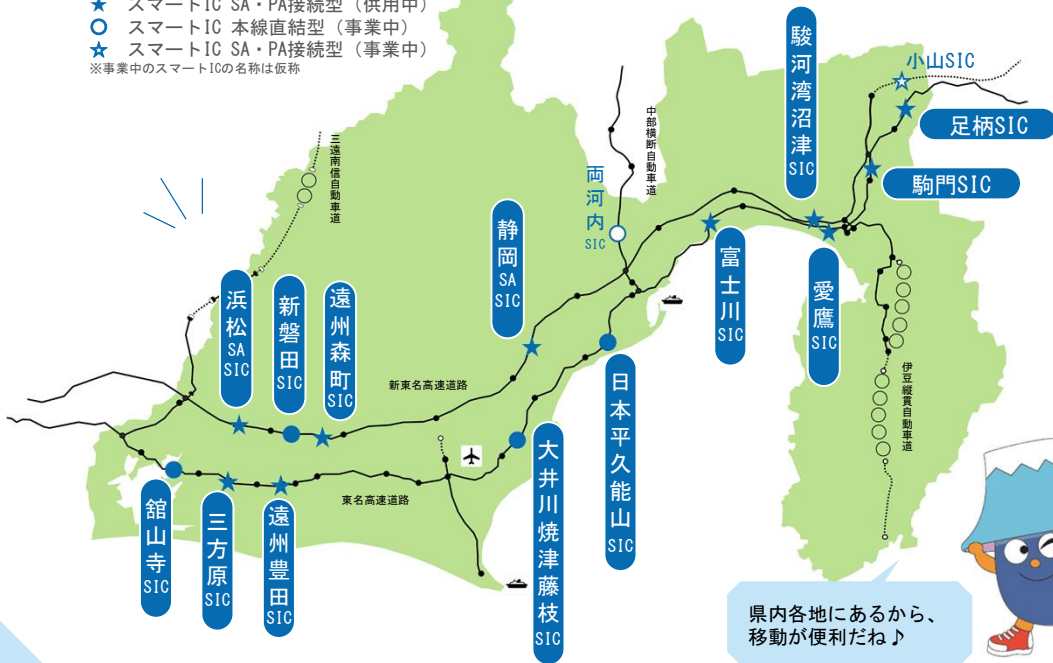 スマートIC SA・PA接続型（供用中）
スマートIC 本線直結型（事業中）
スマートIC SA・PA接続型（事業中）
※事業中のスマートICの名称は仮称
小山SIC
足柄SIC
駒門SIC
駿河湾沼津SIC
中部横断自動車道
三遠南信自動車道
両河内SIC
静岡SA SIC
富士川SIC
愛鷹SIC
浜松SA SIC
新磐田SIC
遠州森町SIC
新東名高速道路
伊豆縦貫自動車道
日本平久能山SIC
大井川焼津藤枝SIC
東名高速道路
舘山寺SIC
三方原SIC
遠州豊田SIC
県内各地にあるから、
移動が便利だね♪